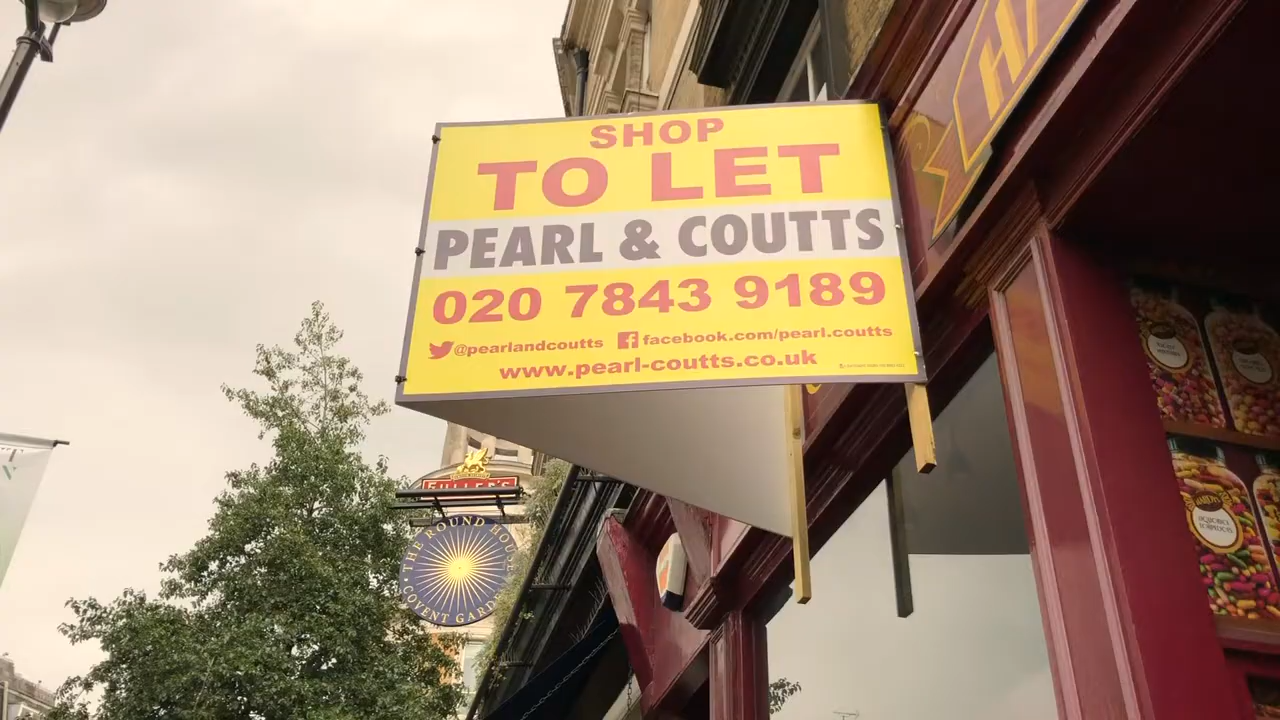 SHOP
TO LET
PEARL & COUTTS
020 7843 9189
@pearlandcoutts facebook.com/pearl.coutts
www.pearl-coutts.co.uk
FULLER'S
THE ROUND HOUSE
COVENT GARD